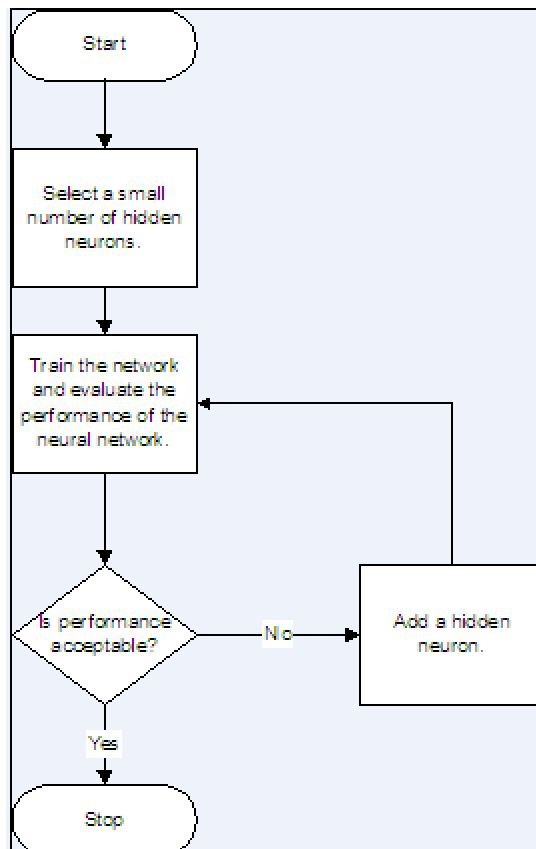 Start
Select a small
number of hidden
neurons.
Train the network
and evaluate the
performance of the
neural network.
Is performance
acceptable?
No
Add a hidden
neuron.
Yes
Stop